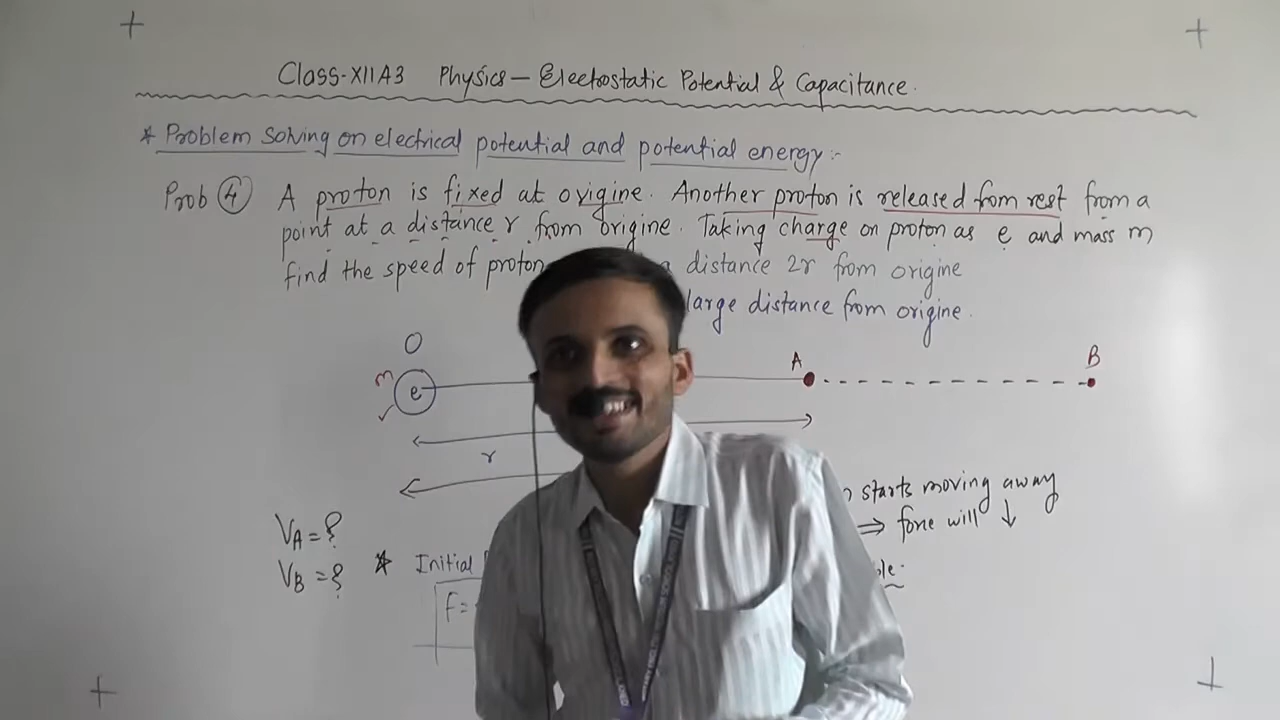 Class-XII A3 Physics — Electrostatic Potential & Capacitance.
* Problem solving on electrical potential and potential energy :-
Prob 4 A proton is fixed at origine. Another proton is released from rest from a
point at a distance r from origine. Taking charge on proton as e and mass m
find the speed of proton distance 2r from origine
large distance from origine.
O
m e A B
r
starts moving away
VA = ? ⇒ force will ↓
VB = ? * Initial
F =